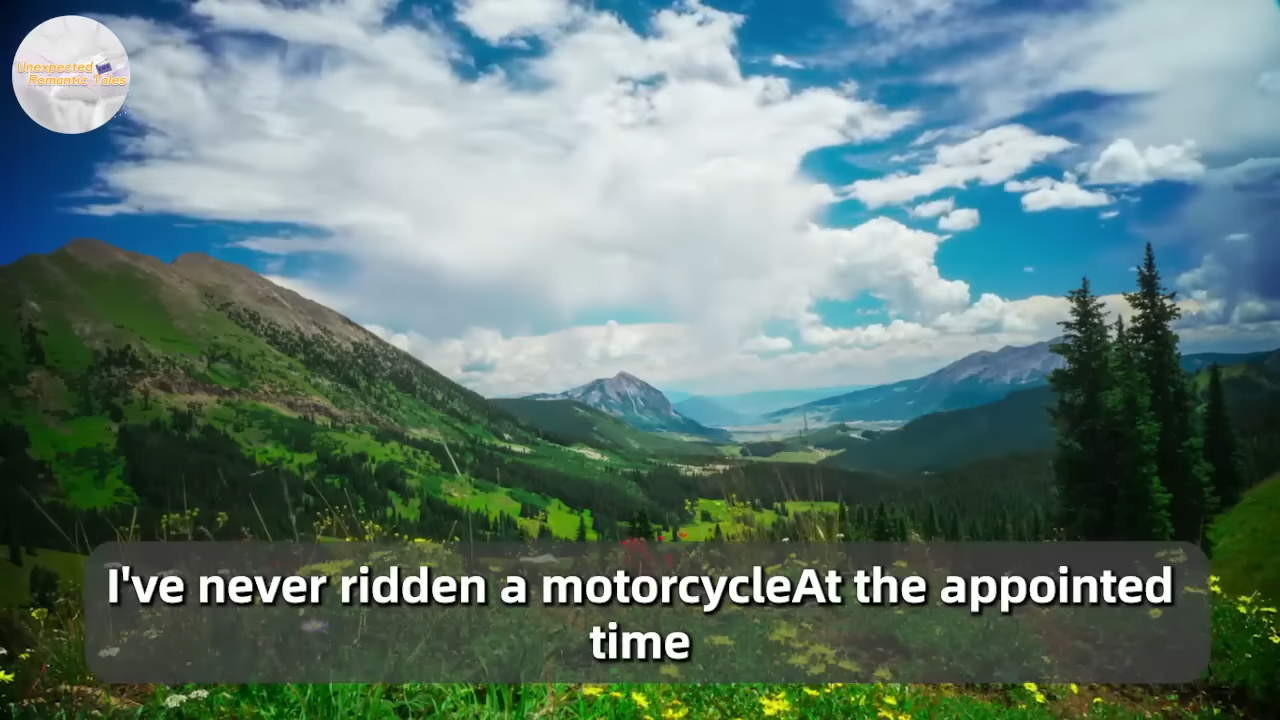 Unexpected
Romantic Tales
I've never ridden a motorcycleAt the appointed
time